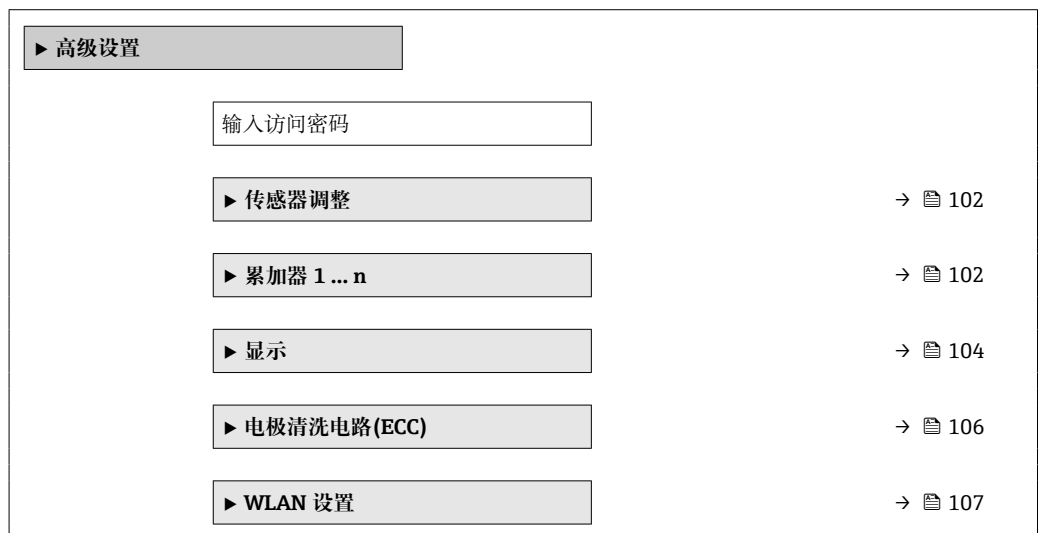 ▶ 高级设置
输入访问密码
▶ 传感器调整 → 🖹 102
▶ 累加器 1 ... n → 🖹 102
▶ 显示 → 🖹 104
▶ 电极清洗电路(ECC) → 🖹 106
▶ WLAN 设置 → 🖹 107